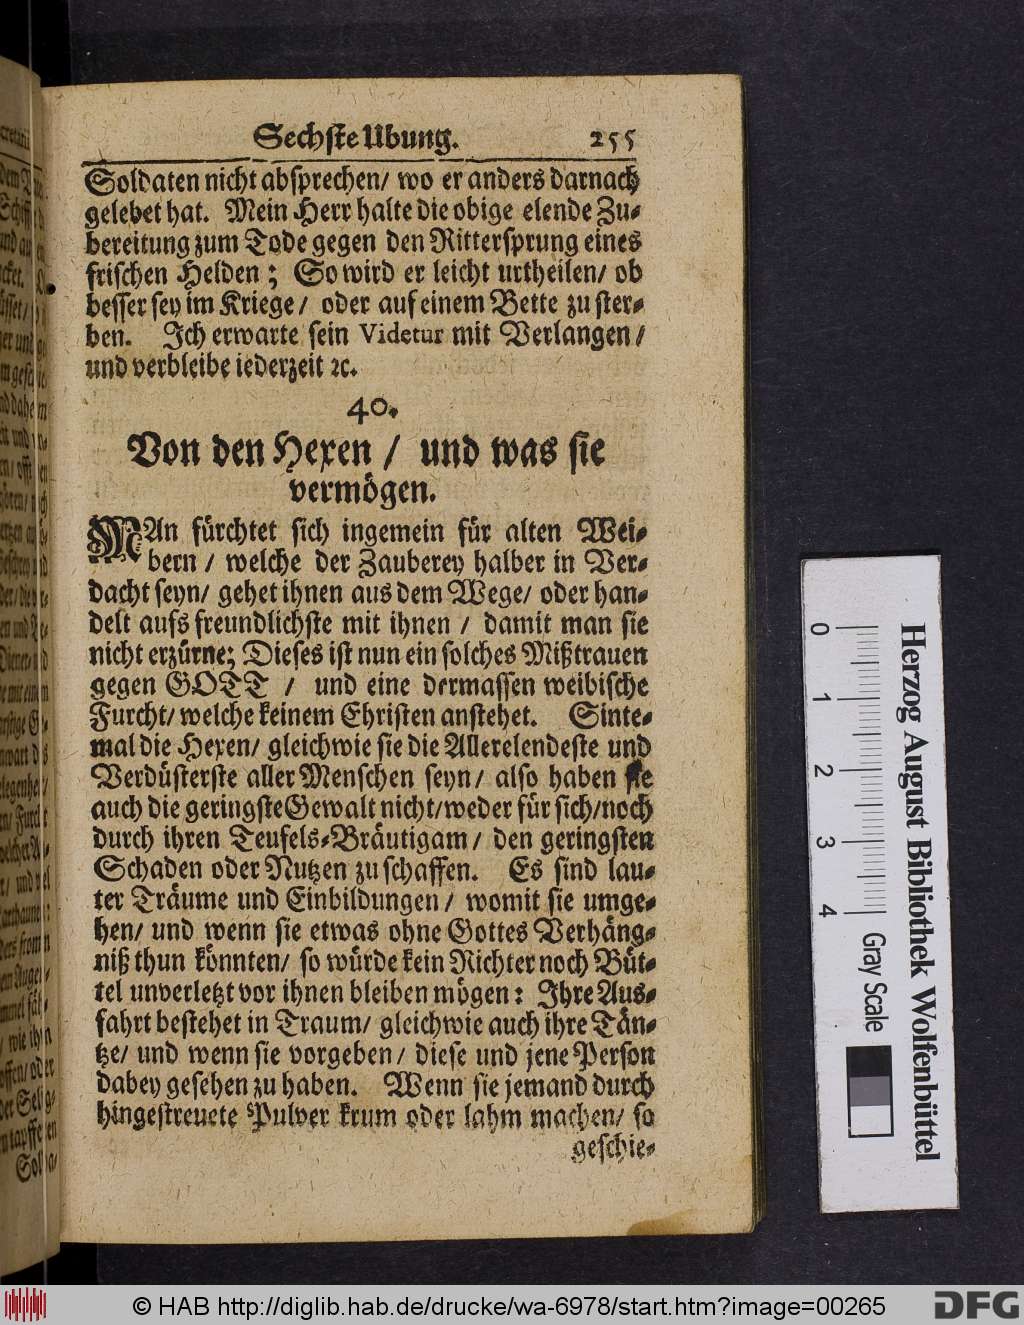 Sechste Ubung. 255
Soldaten nicht absprechen/ wo er anders darnach
gelebet hat. Mein Herr halte die obige elende Zu-
bereitung zum Tode gegen den Rittersprung eines
frischen Helden; So wird er leicht urtheilen/ ob
besser sey im Kriege/ oder auf einem Bette zu ster-
ben. Ich erwarte sein Videtur mit Verlangen/
und verbleibe iederzeit ꝛc.
40.
Von den Hexen/ und was sie
vermögen.
MAn fürchtet sich ingemein für alten Wei-
bern/ welche der Zauberey halber in Ver-
dacht seyn/ gehet ihnen aus dem Wege/ oder han-
delt aufs freundlichste mit ihnen/ damit man sie
nicht erzürne; Dieses ist nun ein solches Mißtrauen
gegen GOTT/ und eine dermassen weibische
Furcht/ welche keinem Christen anstehet. Sinte-
mal die Hexen/ gleichwie sie die Allerelendeste und
Verdüsterste aller Menschen seyn/ also haben sie
auch die geringste Gewalt nicht/ weder für sich/ noch
durch ihren Teufels-Bräutigam/ den geringsten
Schaden oder Nutzen zu schaffen. Es sind lau-
ter Träume und Einbildungen/ womit sie umge-
hen/ und wenn sie etwas ohne Gottes Verhäng-
niß thun könnten/ so würde kein Richter noch Büt-
tel unverletzt vor ihnen bleiben mögen: Ihre Aus-
fahrt bestehet in Traum/ gleichwie auch ihre Tän-
tze/ und wenn sie vorgeben/ diese und jene Person
dabey gesehen zu haben. Wenn sie jemand durch
hingestreuete Pulver krum oder lahm machen/ so
geschie-
0 1 2 3 4
Herzog August Bibliothek Wolfenbüttel
Gray Scale
© HAB http://diglib.hab.de/drucke/wa-6978/start.htm?image=00265
DFG